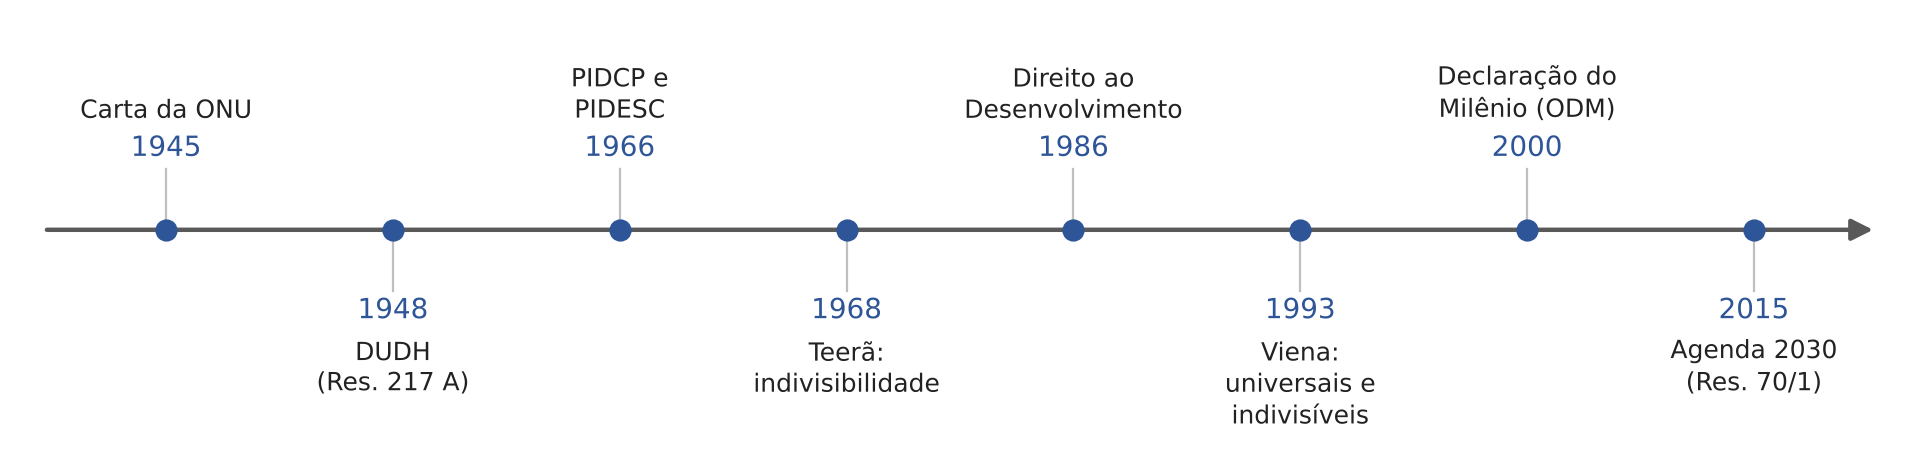 Carta da ONU
1945
1948
DUDH
(Res. 217 A)
PIDCP e
PIDESC
1966
1968
Teerã:
indivisibilidade
Direito ao
Desenvolvimento
1986
1993
Viena:
universais e
indivisíveis
Declaração do
Milênio (ODM)
2000
2015
Agenda 2030
(Res. 70/1)